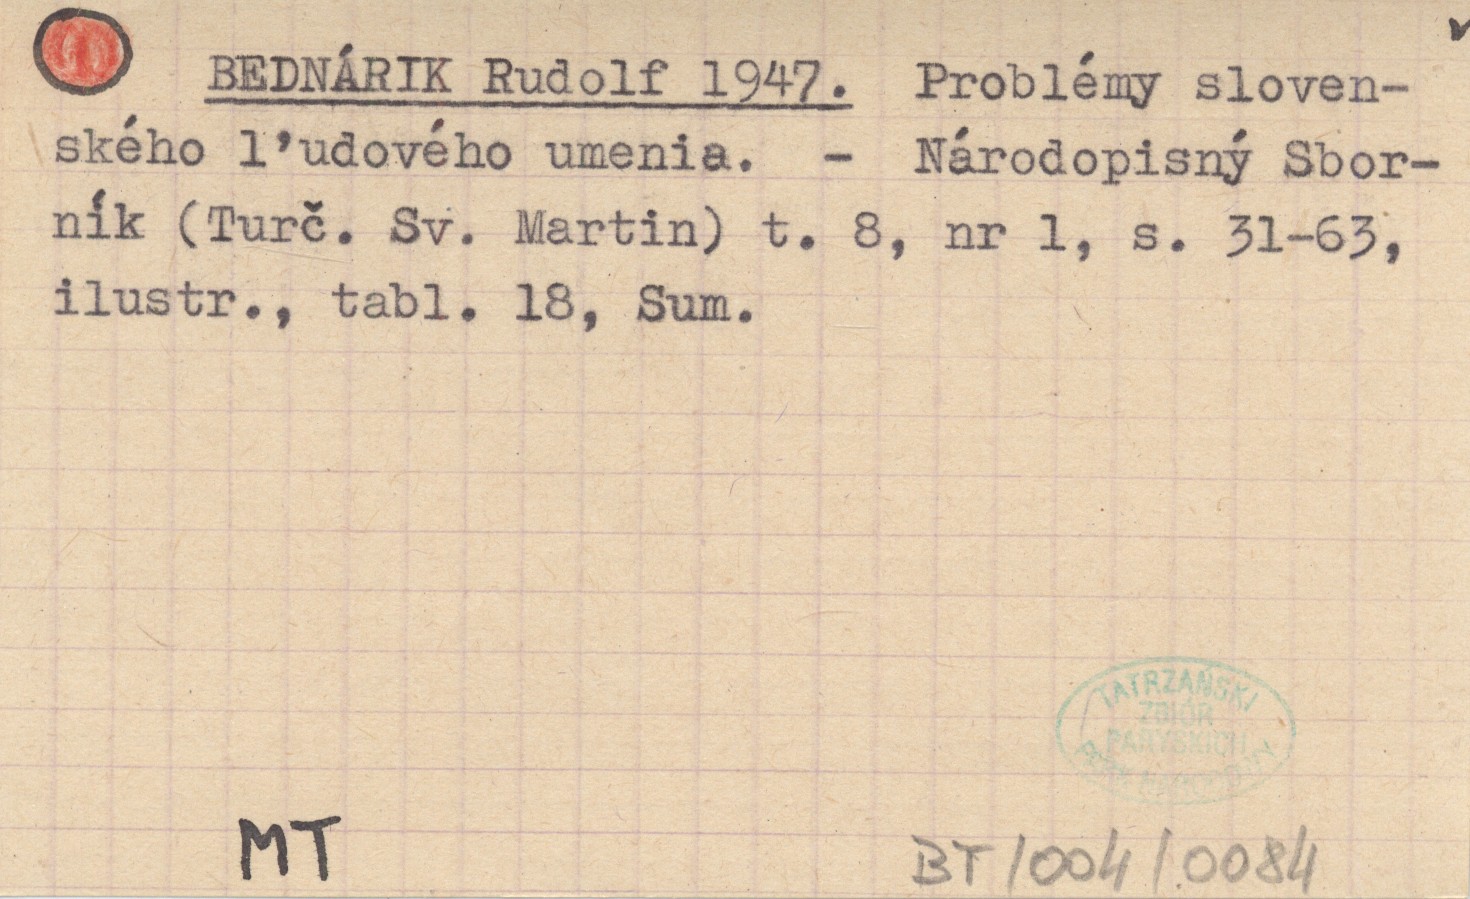 BEDNÁRIK Rudolf 1947. Problémy sloven-
ského l'udového umenia. - Národopisný Sbor-
ník (Turč. Sv. Martin) t. 8, nr 1, s. 31-63,
ilustr., tabl. 18, Sum.
TATRZAŃSKI
ZBIÓR
PARYSKICH
MT
BT/004/0084